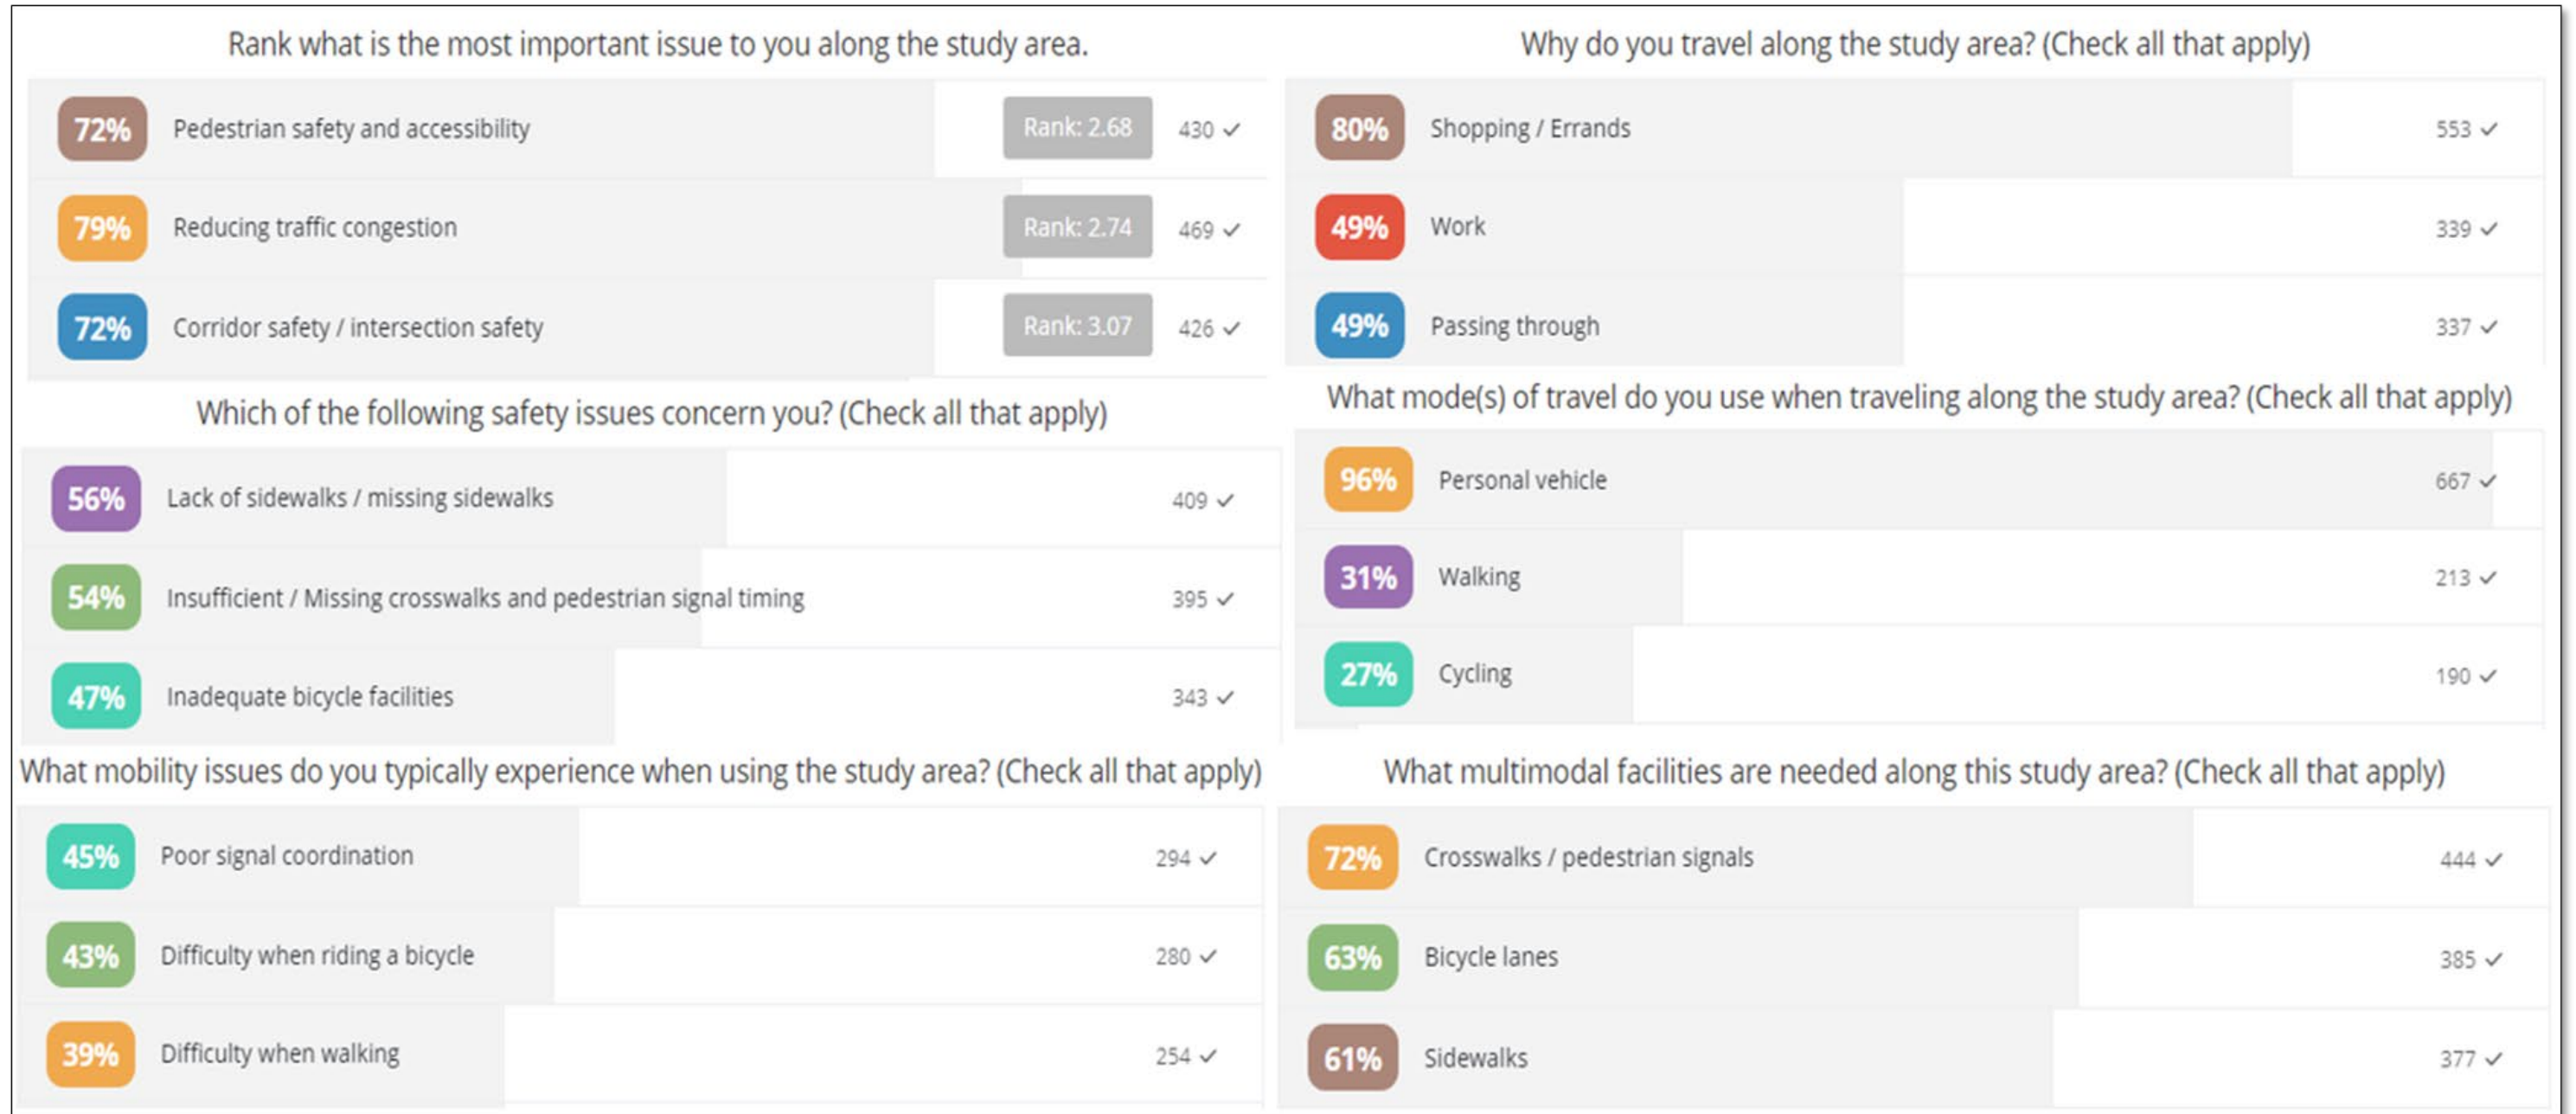 Rank what is the most important issue to you along the study area.
72% Pedestrian safety and accessibility Rank: 2.68 430 ✓
79% Reducing traffic congestion Rank: 2.74 469 ✓
72% Corridor safety / intersection safety Rank: 3.07 426 ✓
Why do you travel along the study area? (Check all that apply)
80% Shopping / Errands 553 ✓
49% Work 339 ✓
49% Passing through 337 ✓
Which of the following safety issues concern you? (Check all that apply)
56% Lack of sidewalks / missing sidewalks 409 ✓
54% Insufficient / Missing crosswalks and pedestrian signal timing 395 ✓
47% Inadequate bicycle facilities 343 ✓
What mode(s) of travel do you use when traveling along the study area? (Check all that apply)
96% Personal vehicle 667 ✓
31% Walking 213 ✓
27% Cycling 190 ✓
What mobility issues do you typically experience when using the study area? (Check all that apply)
45% Poor signal coordination 294 ✓
43% Difficulty when riding a bicycle 280 ✓
39% Difficulty when walking 254 ✓
What multimodal facilities are needed along this study area? (Check all that apply)
72% Crosswalks / pedestrian signals 444 ✓
63% Bicycle lanes 385 ✓
61% Sidewalks 377 ✓